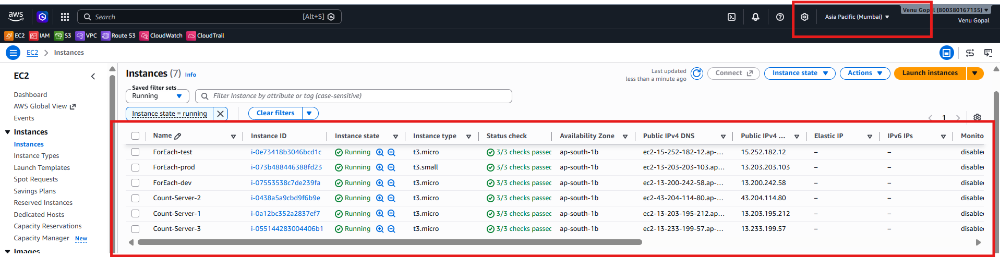 aws
Search
[Alt+S]
Asia Pacific (Mumbai)
Venu Gopal (800380167135)
Venu Gopal
EC2 IAM S3 VPC Route 53 CloudWatch CloudTrail
EC2 > Instances
EC2
Dashboard
AWS Global View
Events
Instances
Instances
Instance Types
Launch Templates
Spot Requests
Savings Plans
Reserved Instances
Dedicated Hosts
Capacity Reservations
Capacity Manager New
Images
Instances (7) Info
Last updated
less than a minute ago
Connect
Instance state
Actions
Launch instances
Saved filter sets
Running
Filter Instance by attribute or tag (case-sensitive)
Instance state = running
Clear filters
1
Name Instance ID Instance state Instance type Status check Availability Zone Public IPv4 DNS Public IPv4 ... Elastic IP IPv6 IPs Monito
ForEach-test i-0e73418b3046bcd1c Running t3.micro 3/3 checks passed ap-south-1b ec2-15-252-182-12.ap-... 15.252.182.12 – – disable
ForEach-prod i-073b488446388fd23 Running t3.small 3/3 checks passed ap-south-1b ec2-13-203-203-103.ap... 13.203.203.103 – – disable
ForEach-dev i-07553538c7de239fa Running t3.micro 3/3 checks passed ap-south-1b ec2-13-200-242-58.ap-... 13.200.242.58 – – disable
Count-Server-2 i-0438a5a9cbd9f6b9e Running t3.micro 3/3 checks passed ap-south-1b ec2-43-204-114-80.ap-... 43.204.114.80 – – disable
Count-Server-1 i-0a12bc352a2837ef7 Running t3.micro 3/3 checks passed ap-south-1b ec2-13-203-195-212.ap... 13.203.195.212 – – disable
Count-Server-3 i-055144283004406b1 Running t3.micro 3/3 checks passed ap-south-1b ec2-13-233-199-57.ap-... 13.233.199.57 – – disable